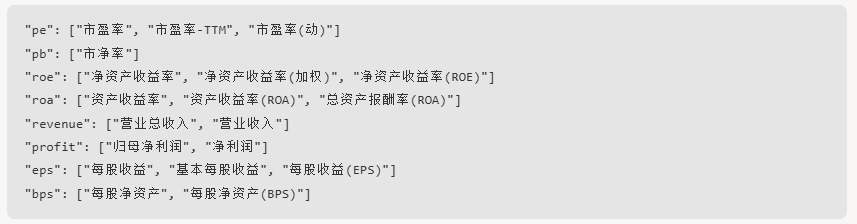 "pe": ["市盈率", "市盈率-TTM", "市盈率(动)"]
"pb": ["市净率"]
"roe": ["净资产收益率", "净资产收益率(加权)", "净资产收益率(ROE)"]
"roa": ["资产收益率", "资产收益率(ROA)", "总资产报酬率(ROA)"]
"revenue": ["营业总收入", "营业收入"]
"profit": ["归母净利润", "净利润"]
"eps": ["每股收益", "基本每股收益", "每股收益(EPS)"]
"bps": ["每股净资产", "每股净资产(BPS)"]